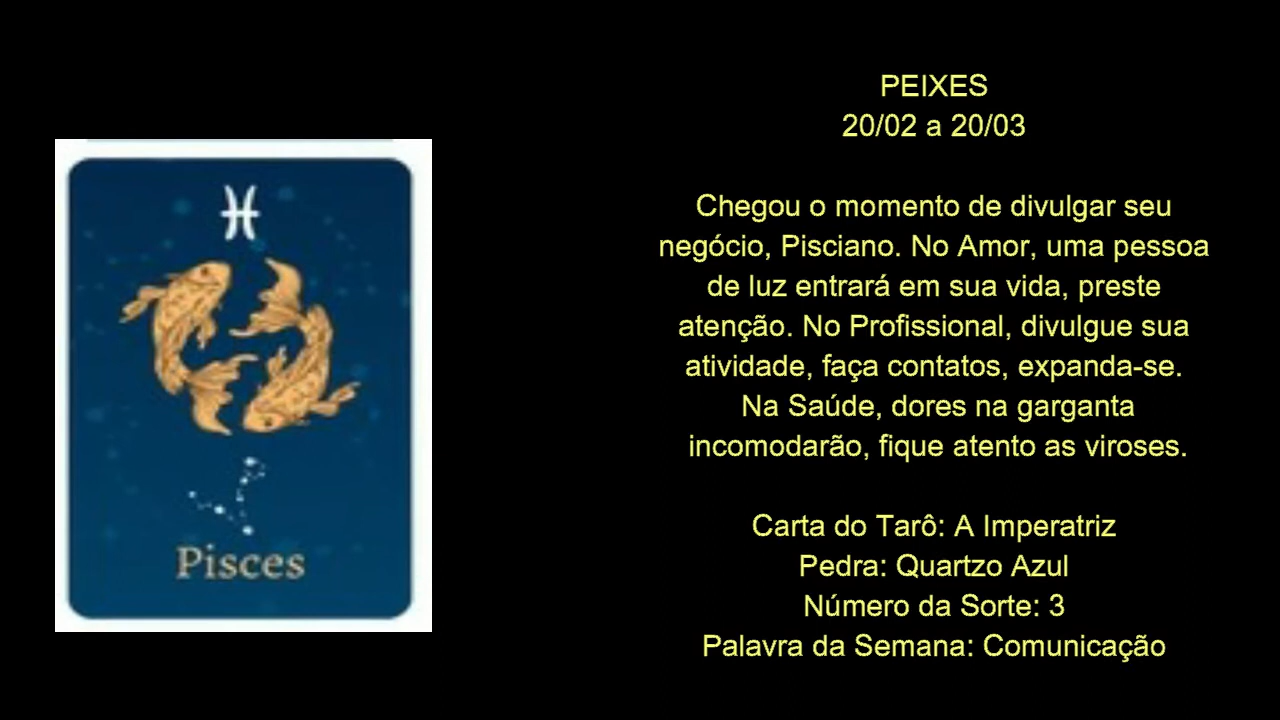 PEIXES
20/02 a 20/03
Chegou o momento de divulgar seu
negócio, Pisciano. No Amor, uma pessoa
de luz entrará em sua vida, preste
atenção. No Profissional, divulgue sua
atividade, faça contatos, expanda-se.
Na Saúde, dores na garganta
incomodarão, fique atento as viroses.
Carta do Tarô: A Imperatriz
Pedra: Quartzo Azul
Número da Sorte: 3
Palavra da Semana: Comunicação
♓
Pisces